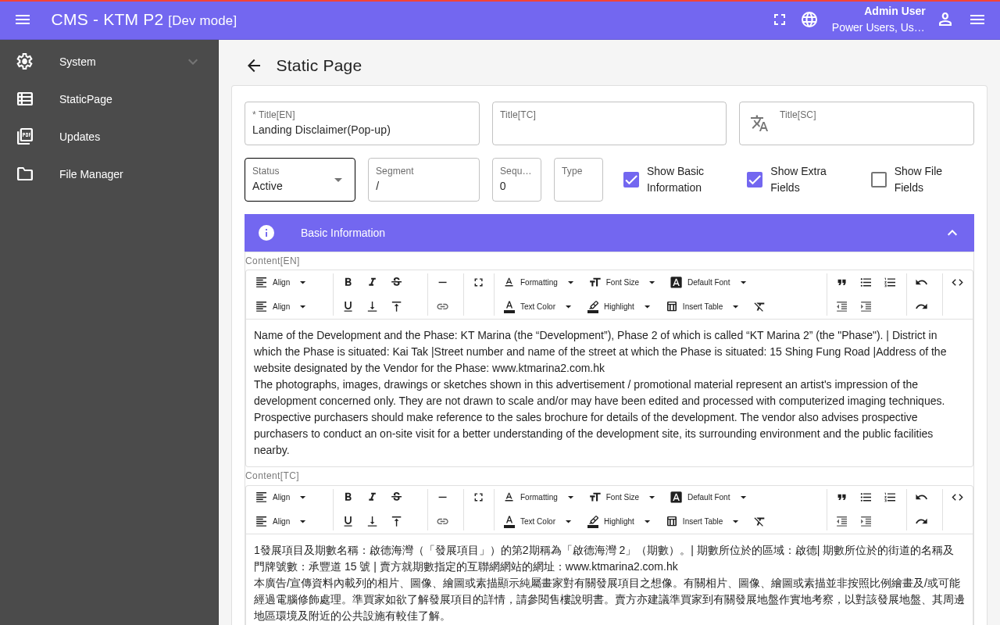 CMS - KTM P2 [Dev mode]
Admin User
Power Users, Us…
System
StaticPage
Updates
File Manager
Static Page
* Title[EN]
Landing Disclaimer(Pop-up)
Title[TC]
Title[SC]
Status
Active
Segment
/
Sequ…
0
Type
Show Basic
Information
Show Extra
Fields
Show File
Fields
Basic Information
Content[EN]
Align
Formatting
Font Size
Default Font
Align
Text Color
Highlight
Insert Table
Name of the Development and the Phase: KT Marina (the “Development”), Phase 2 of which is called “KT Marina 2” (the "Phase"). | District in
which the Phase is situated: Kai Tak |Street number and name of the street at which the Phase is situated: 15 Shing Fung Road |Address of the
website designated by the Vendor for the Phase: www.ktmarina2.com.hk
The photographs, images, drawings or sketches shown in this advertisement / promotional material represent an artist's impression of the
development concerned only. They are not drawn to scale and/or may have been edited and processed with computerized imaging techniques.
Prospective purchasers should make reference to the sales brochure for details of the development. The vendor also advises prospective
purchasers to conduct an on-site visit for a better understanding of the development site, its surrounding environment and the public facilities
nearby.
Content[TC]
Align
Formatting
Font Size
Default Font
Align
Text Color
Highlight
Insert Table
1發展項目及期數名稱：啟德海灣（「發展項目」）的第2期稱為「啟德海灣 2」（期數）。| 期數所位於的區域：啟德| 期數所位於的街道的名稱及
門牌號數：承豐道 15 號 | 賣方就期數指定的互聯網網站的網址：www.ktmarina2.com.hk
本廣告/宣傳資料內載列的相片、圖像、繪圖或素描顯示純屬畫家對有關發展項目之想像。有關相片、圖像、繪圖或素描並非按照比例繪畫及/或可能
經過電腦修飾處理。準買家如欲了解發展項目的詳情，請參閱售樓說明書。賣方亦建議準買家到有關發展地盤作實地考察，以對該發展地盤、其周邊
地區環境及附近的公共設施有較佳了解。